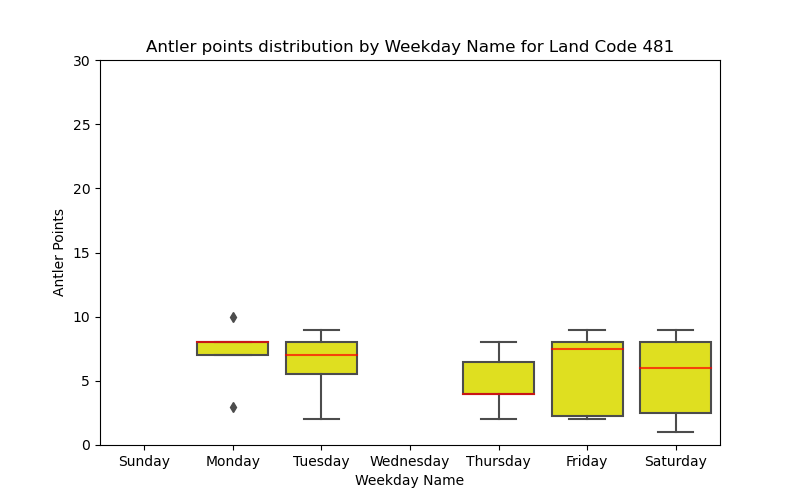 Antler points distribution by Weekday Name for Land Code 481
30
25
20
15
10
5
0
Antler Points
Sunday Monday Tuesday Wednesday Thursday Friday Saturday
Weekday Name